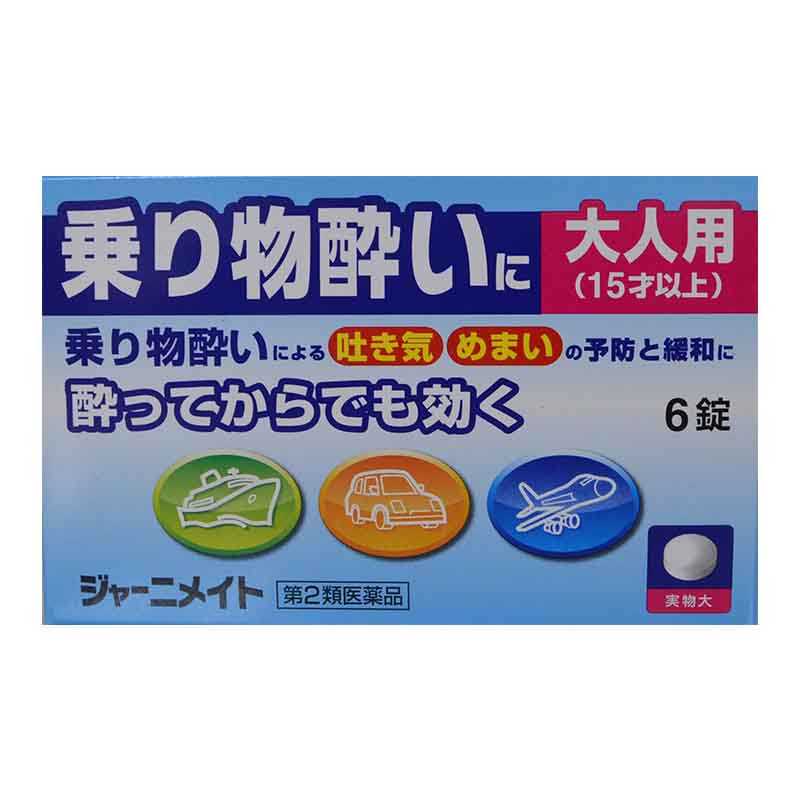 乗り物酔いに
大人用
(15才以上)
乗り物酔いによる吐き気めまいの予防と緩和に
酔ってからでも効く
6錠
ジャーニメイト
第2類医薬品
実物大